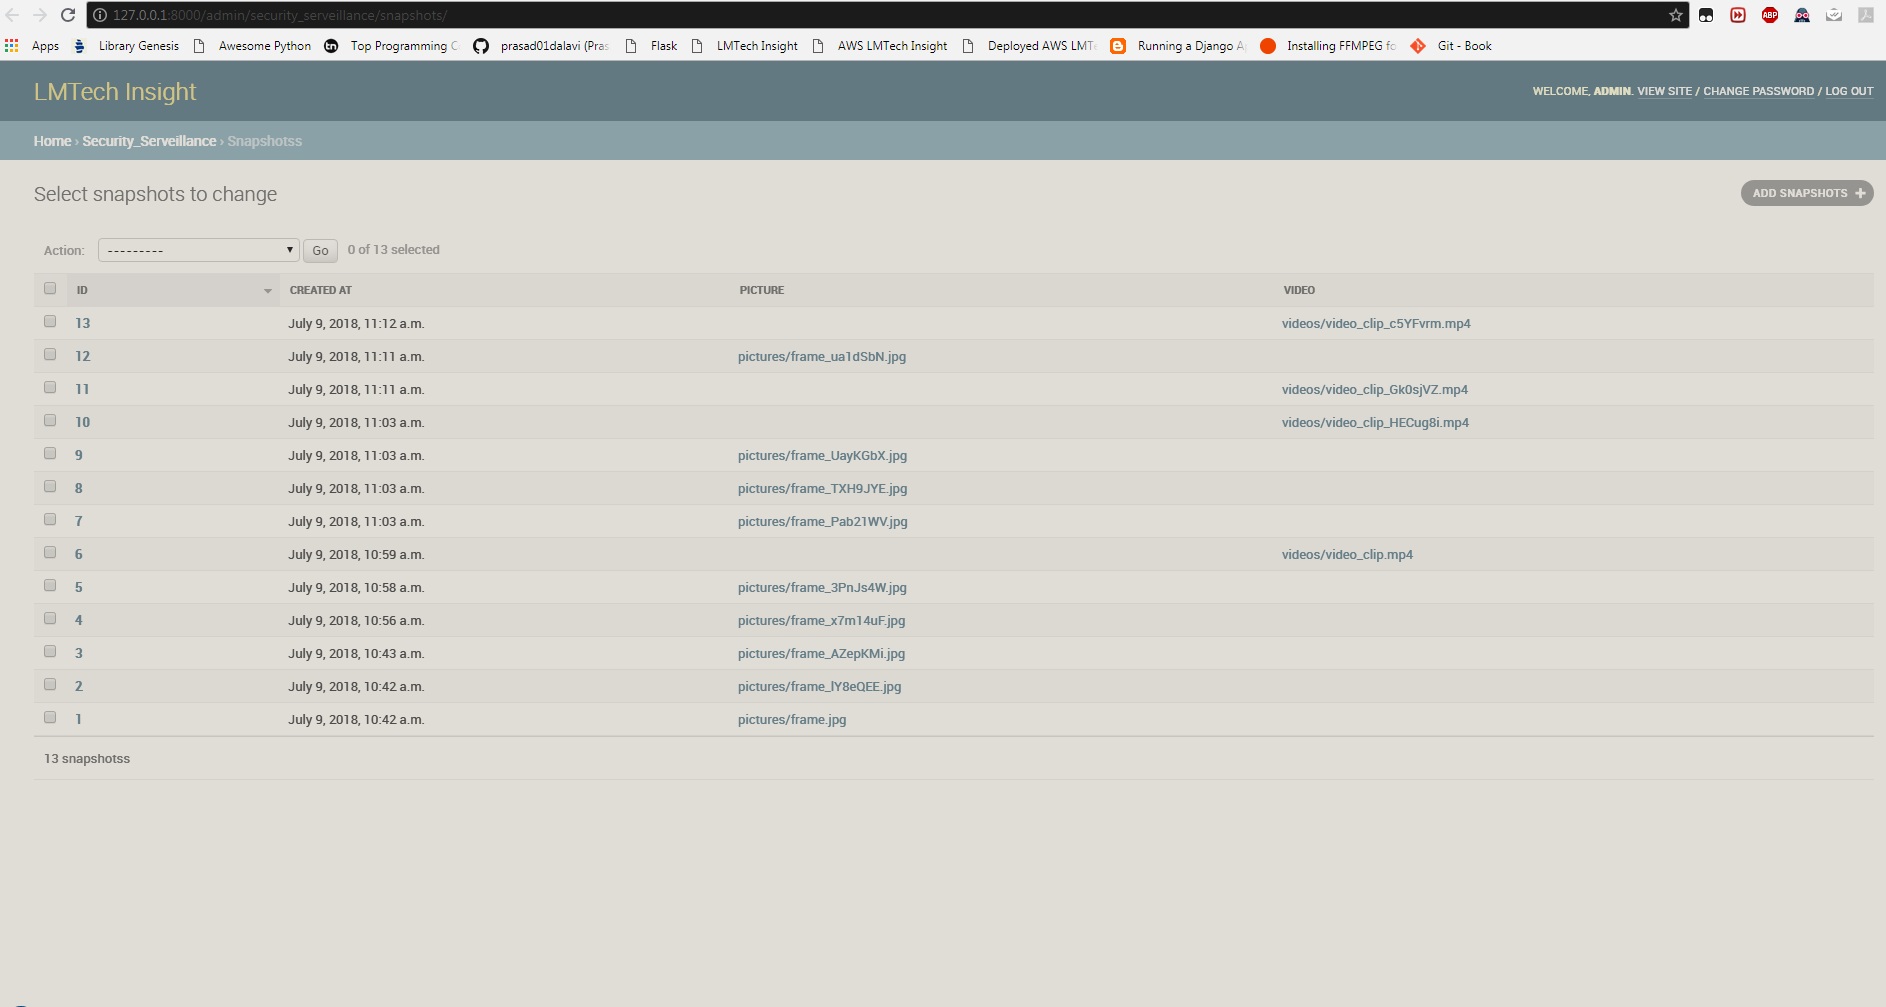 127.0.0.1:8000/admin/security_serveillance/snapshots/
ABP
Apps Library Genesis Awesome Python tn Top Programming prasad01dalavi (Pras Flask LMTech Insight AWS LMTech Insight Deployed AWS LMT Running a Django A Installing FFMPEG fo Git - Book
LMTech Insight
WELCOME, ADMIN. VIEW SITE / CHANGE PASSWORD / LOG OUT
Home › Security_Serveillance › Snapshotss
Select snapshots to change
ADD SNAPSHOTS +
Action: --------- Go 0 of 13 selected
ID CREATED AT PICTURE VIDEO
13 July 9, 2018, 11:12 a.m. videos/video_clip_c5YFvrm.mp4
12 July 9, 2018, 11:11 a.m. pictures/frame_ua1dSbN.jpg
11 July 9, 2018, 11:11 a.m. videos/video_clip_Gk0sjVZ.mp4
10 July 9, 2018, 11:03 a.m. videos/video_clip_HECug8i.mp4
9 July 9, 2018, 11:03 a.m. pictures/frame_UayKGbX.jpg
8 July 9, 2018, 11:03 a.m. pictures/frame_TXH9JYE.jpg
7 July 9, 2018, 11:03 a.m. pictures/frame_Pab21WV.jpg
6 July 9, 2018, 10:59 a.m. videos/video_clip.mp4
5 July 9, 2018, 10:58 a.m. pictures/frame_3PnJs4W.jpg
4 July 9, 2018, 10:56 a.m. pictures/frame_x7m14uF.jpg
3 July 9, 2018, 10:43 a.m. pictures/frame_AZepKMi.jpg
2 July 9, 2018, 10:42 a.m. pictures/frame_lY8eQEE.jpg
1 July 9, 2018, 10:42 a.m. pictures/frame.jpg
13 snapshotss